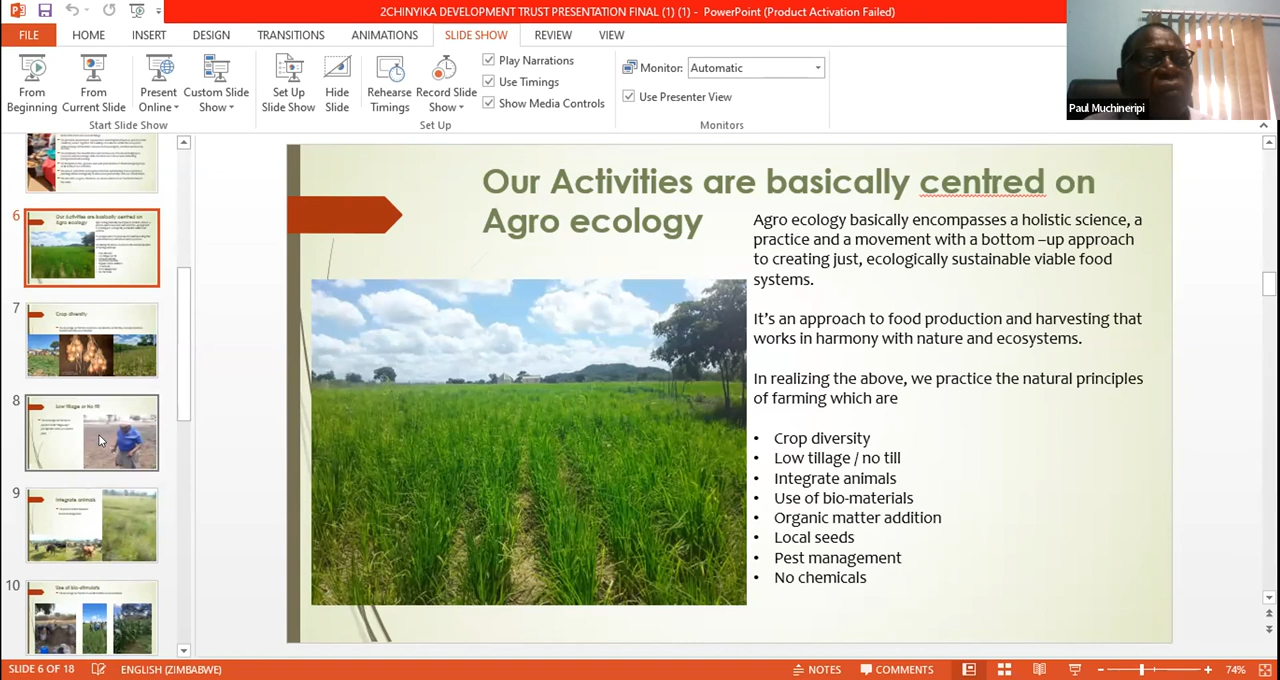 2CHINYIKA DEVELOPMENT TRUST PRESENTATION FINAL (1) (1) - PowerPoint (Product Activation Failed)
FILE
HOME
INSERT
DESIGN
TRANSITIONS
ANIMATIONS
SLIDE SHOW
REVIEW
VIEW
From Beginning
From Current Slide
Present Online
Custom Slide Show
Set Up Slide Show
Hide Slide
Rehearse Timings
Record Slide Show
Play Narrations
Use Timings
Show Media Controls
Monitor:
Automatic
Use Presenter View
Start Slide Show
Set Up
Monitors
Paul Muchineripi
6
Our Activities are basically centred on
Agro ecology
7
Crop diversity
8
Low tillage or No till
9
Integrate animals
10
Our Activities are basically centred on
Agro ecology
Agro ecology basically encompasses a holistic science, a
practice and a movement with a bottom –up approach
to creating just, ecologically sustainable viable food
systems.
It’s an approach to food production and harvesting that
works in harmony with nature and ecosystems.
In realizing the above, we practice the natural principles
of farming which are
• Crop diversity
• Low tillage / no till
• Integrate animals
• Use of bio-materials
• Organic matter addition
• Local seeds
• Pest management
• No chemicals
SLIDE 6 OF 18
ENGLISH (ZIMBABWE)
NOTES
COMMENTS
74%